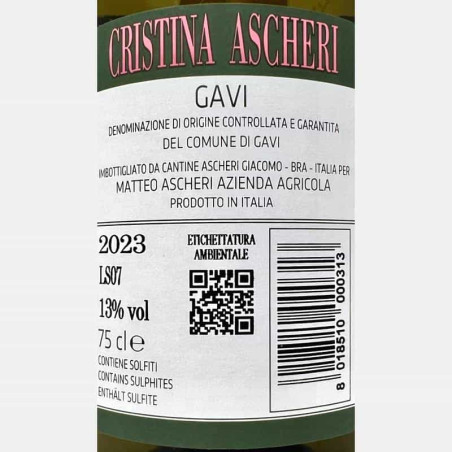 CRISTINA ASCHERI
GAVI
DENOMINAZIONE DI ORIGINE CONTROLLATA E GARANTITA
DEL COMUNE DI GAVI
IMBOTTIGLIATO DA CANTINE ASCHERI GIACOMO - BRA - ITALIA PER
MATTEO ASCHERI AZIENDA AGRICOLA
PRODOTTO IN ITALIA
2023
LS07
13% vol
75 cl e
CONTIENE SOLFITI
CONTAINS SULPHITES
ENTHÄLT SULFITE
ETICHETTATURA
AMBIENTALE
8 018510 000313